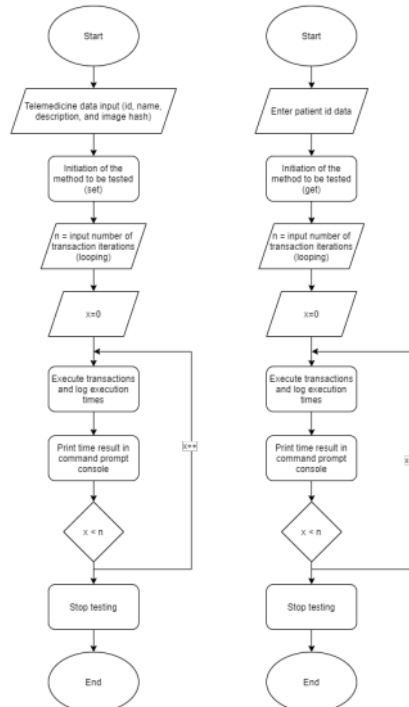 Start
Telemedicine data input (id, name,
description, and image hash)
Initiation of the
method to be tested
(set)
n = input number of
transaction iterations
(looping)
x=0
Execute transactions
and log execution
times
Print time result in
command prompt
console
x++
x < n
Stop testing
End
Start
Enter patient id data
Initiation of the
method to be tested
(get)
n = input number of
transaction iterations
(looping)
x=0
Execute transactions
and log execution
times
Print time result in
command prompt
console
x
x < n
Stop testing
End